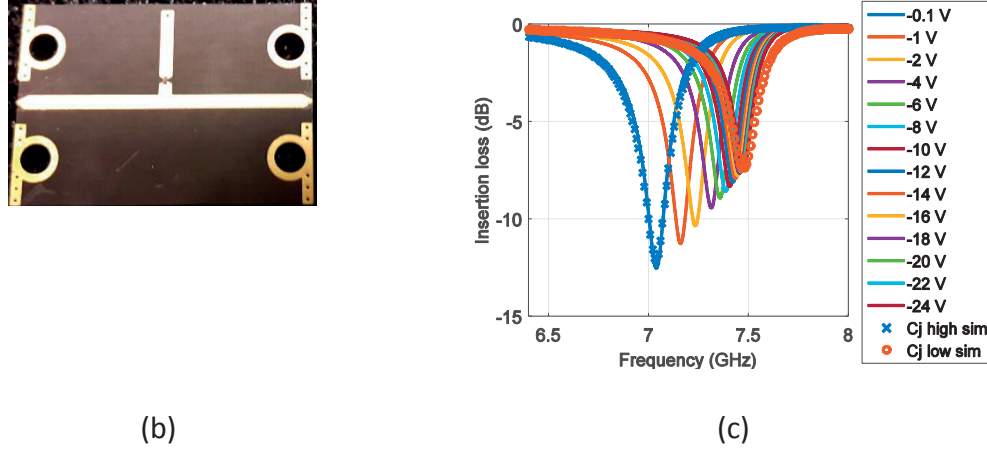 0
-5
-10
-15
6.5
7
7.5
8
Insertion loss (dB)
Frequency (GHz)
-0.1 V
-1 V
-2 V
-4 V
-6 V
-8 V
-10 V
-12 V
-14 V
-16 V
-18 V
-20 V
-22 V
-24 V
Cj high sim
Cj low sim
(b)
(c)